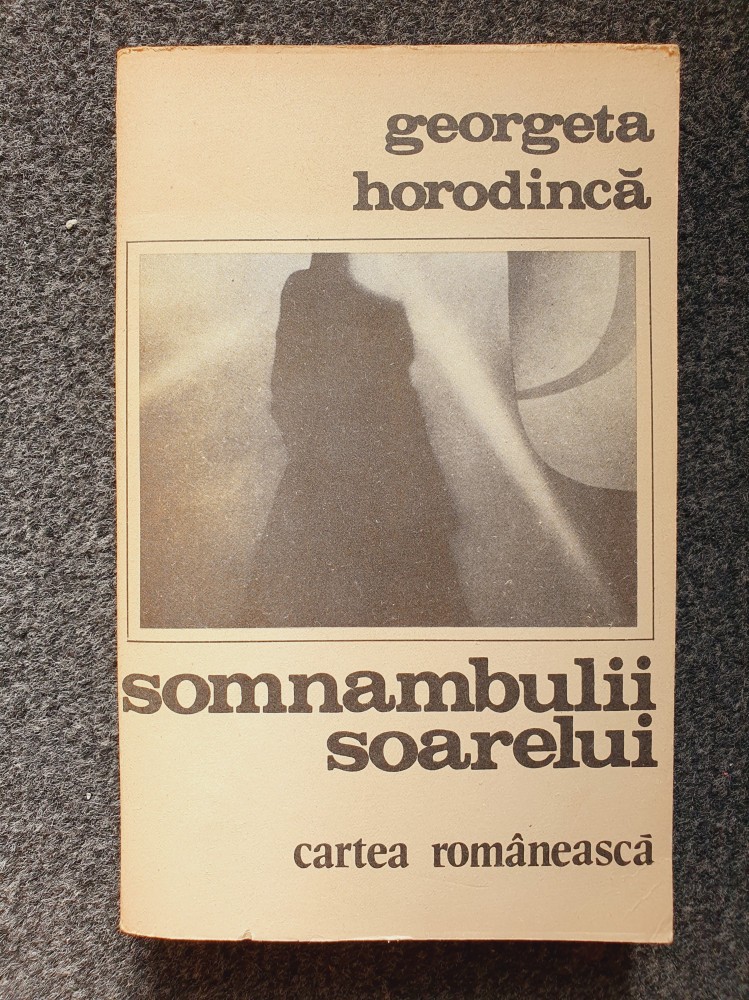 georgeta
horodincă
somnambulii
soarelui
cartea românească